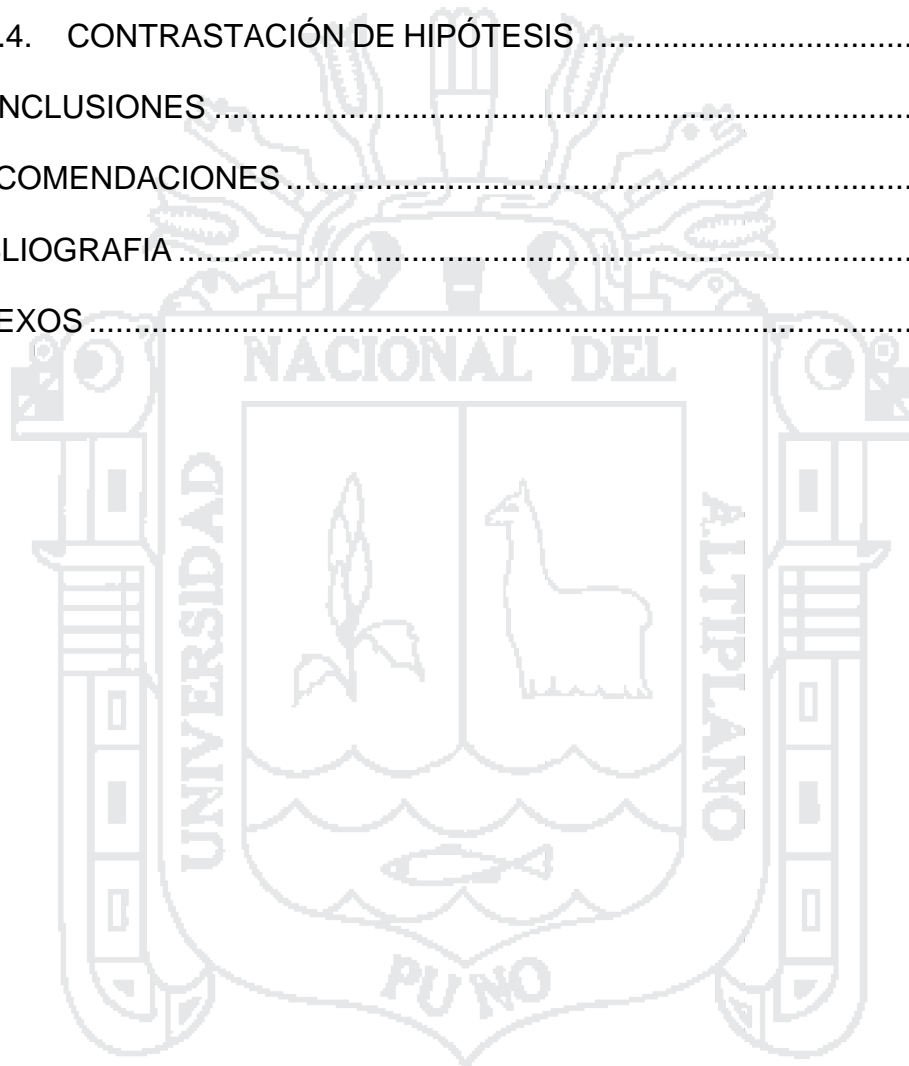 .4. CONTRASTACIÓN DE HIPÓTESIS ...............................................
NCLUSIONES ..............................................................................................
COMENDACIONES ...................................................................................
LIOGRAFIA ..................................................................................................
EXOS ..............................................................................................................
NACIONAL DEL
UNIVERSIDAD
ALTIPLANO
PUNO